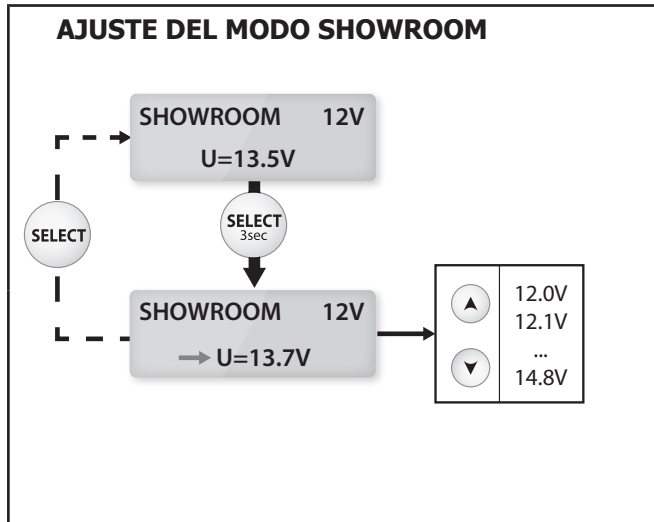 AJUSTE DEL MODO SHOWROOM
SHOWROOM 12V
U=13.5V
SELECT
SELECT
3sec
SHOWROOM 12V
U=13.7V
12.0V
12.1V
...
14.8V